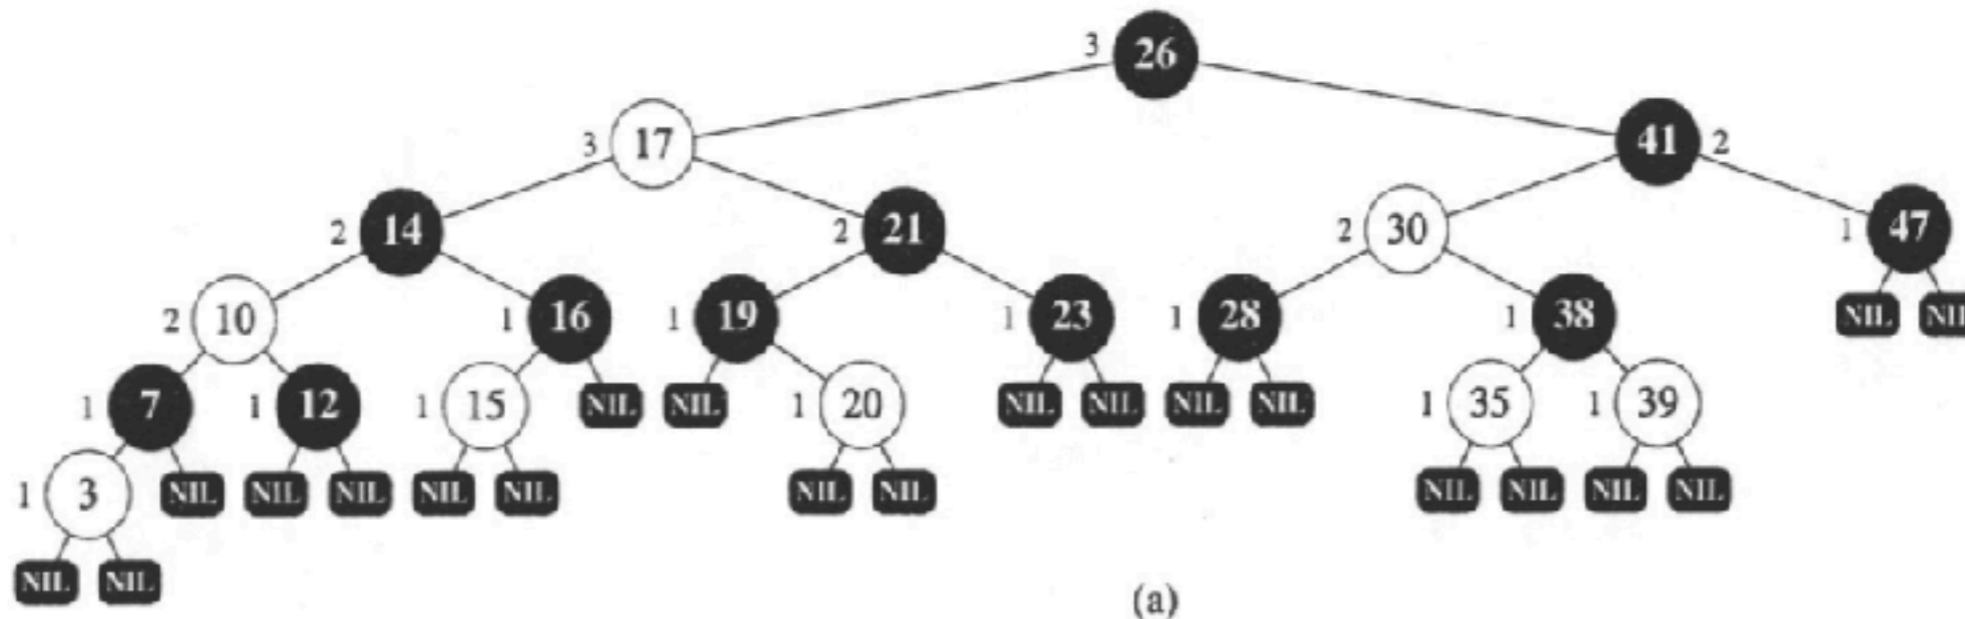 3 26
3 17 41 2
2 14 2 21 2 30 1 47
2 10 1 16 1 19 1 23 1 28 1 38 NIL NIL
1 7 1 12 1 15 NIL NIL 1 20 NIL NIL NIL NIL 1 35 1 39
1 3 NIL NIL NIL NIL NIL NIL NIL NIL NIL NIL NIL
NIL NIL
(a)